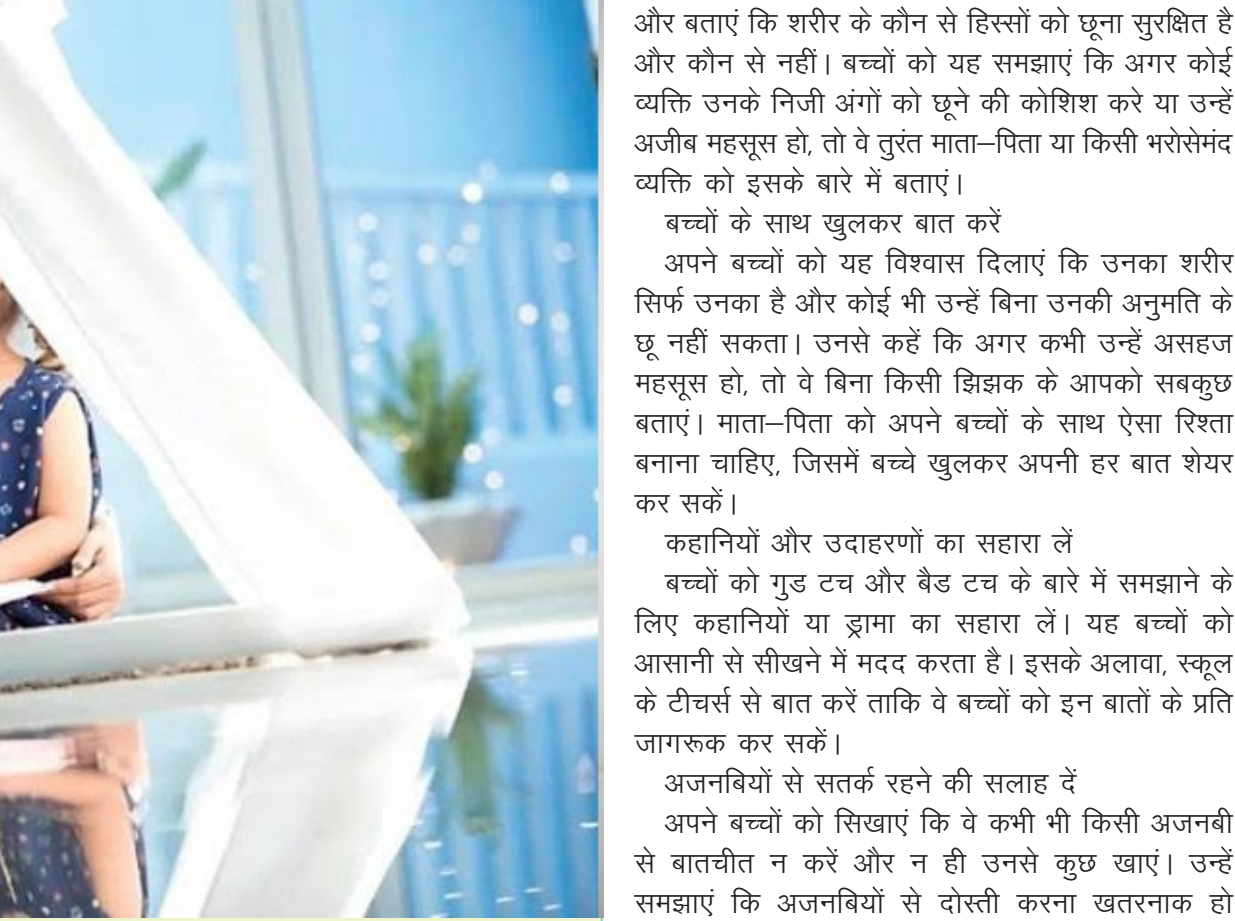 और बताएं कि शरीर के कौन से हिस्सों को छूना सुरक्षित है
और कौन से नहीं। बच्चों को यह समझाएं कि अगर कोई
व्यक्ति उनके निजी अंगों को छूने की कोशिश करे या उन्हें
अजीब महसूस हो, तो वे तुरंत माता–पिता या किसी भरोसेमंद
व्यक्ति को इसके बारे में बताएं।
बच्चों के साथ खुलकर बात करें
अपने बच्चों को यह विश्वास दिलाएं कि उनका शरीर
सिर्फ उनका है और कोई भी उन्हें बिना उनकी अनुमति के
छू नहीं सकता। उनसे कहें कि अगर कभी उन्हें असहज
महसूस हो, तो वे बिना किसी झिझक के आपको सबकुछ
बताएं। माता–पिता को अपने बच्चों के साथ ऐसा रिश्ता
बनाना चाहिए, जिसमें बच्चे खुलकर अपनी हर बात शेयर
कर सकें।
कहानियों और उदाहरणों का सहारा लें
बच्चों को गुड टच और बैड टच के बारे में समझाने के
लिए कहानियों या ड्रामा का सहारा लें। यह बच्चों को
आसानी से सीखने में मदद करता है। इसके अलावा, स्कूल
के टीचर्स से बात करें ताकि वे बच्चों को इन बातों के प्रति
जागरूक कर सकें।
अजनबियों से सतर्क रहने की सलाह दें
अपने बच्चों को सिखाएं कि वे कभी भी किसी अजनबी
से बातचीत न करें और न ही उनसे कुछ खाएं। उन्हें
समझाएं कि अजनबियों से दोस्ती करना खतरनाक हो